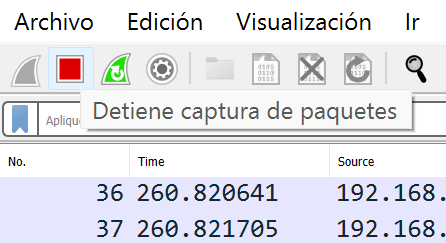 Archivo Edición Visualización Ir
Detiene captura de paquetes
Aplique
No. Time Source
36 260.820641 192.168.
37 260.821705 192.168.